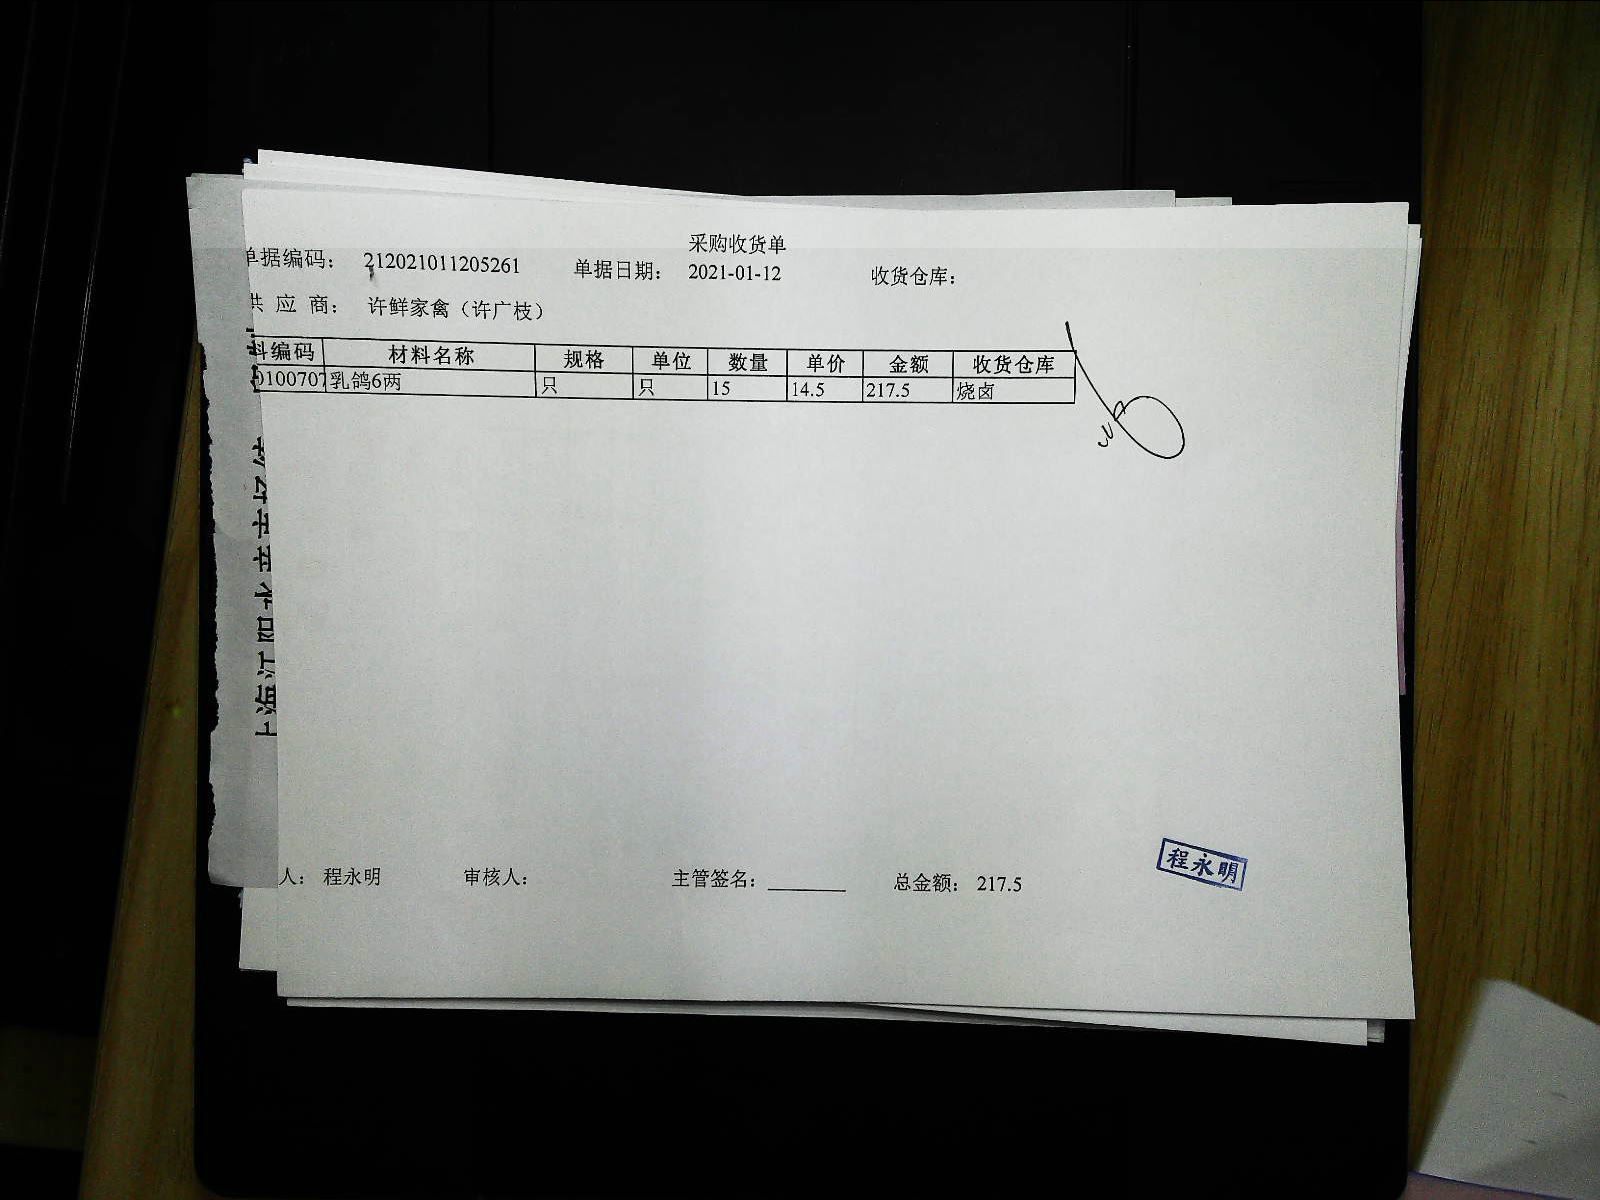 采购收货单
单据编码： 212021011205261 单据日期： 2021-01-12 收货仓库：
供 应 商： 许鲜家禽（许广枝）
料编码 材料名称 规格 单位 数量 单价 金额 收货仓库
0100707 乳鸽6两 只 只 15 14.5 217.5 烧卤
人： 程永明 审核人： 主管签名： 总金额： 217.5
程永明